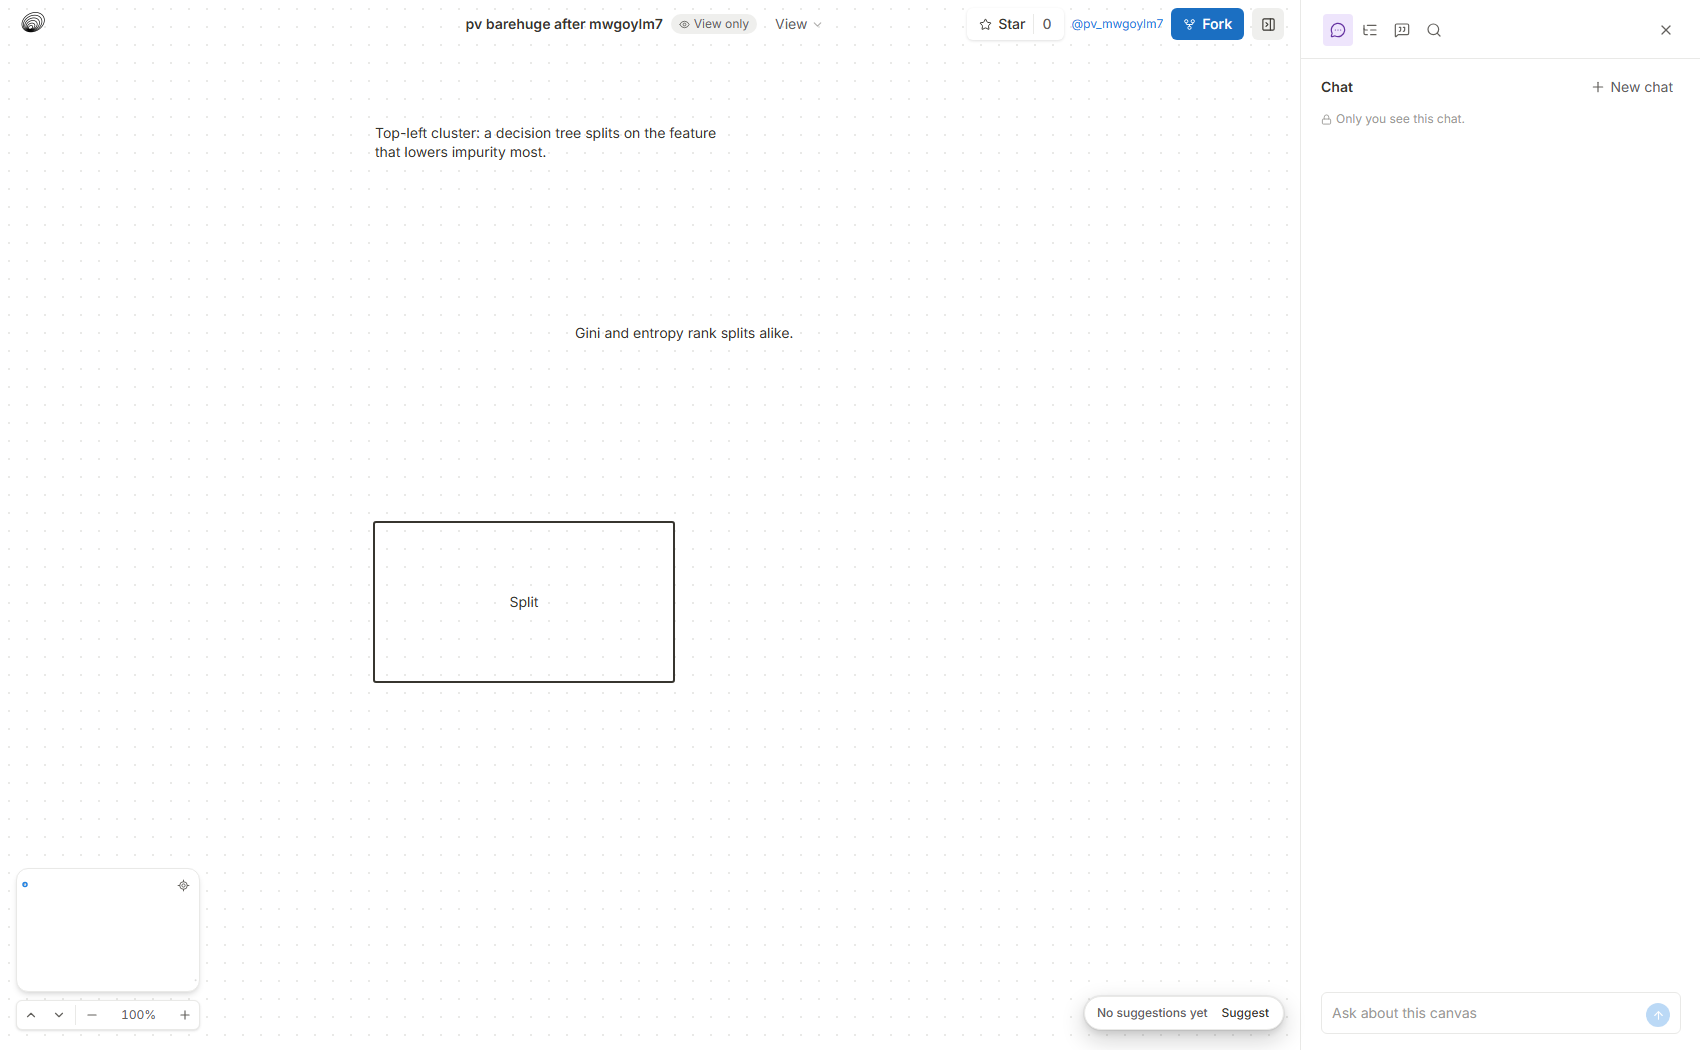 pv barehuge after mwgoylm7
View only
View
Star
0
@pv_mwgoylm7
Fork
Chat
New chat
Only you see this chat.
Top-left cluster: a decision tree splits on the feature
that lowers impurity most.
Gini and entropy rank splits alike.
Split
100%
No suggestions yet
Suggest
Ask about this canvas